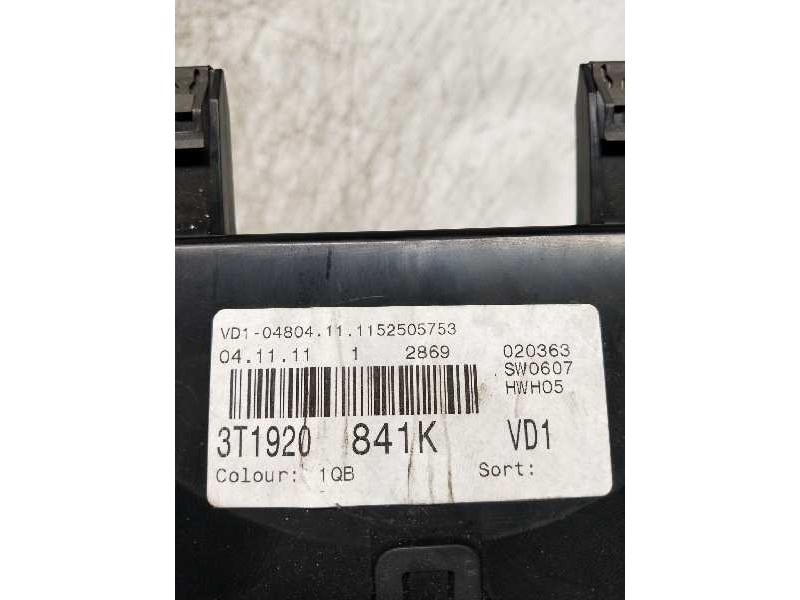 VD1-04804.11.1152505753
04.11.11 1 2869 020363
SW0607
HWH05
3T1920 841K VD1
Colour: 1QB Sort: